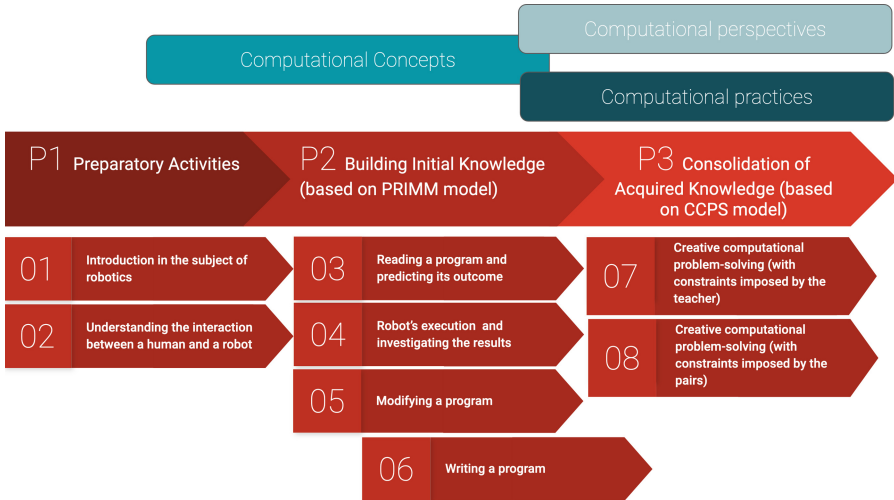 Computational perspectives
Computational Concepts
Computational practices
P1 Preparatory Activities
P2 Building Initial Knowledge
(based on PRIMM model)
P3 Consolidation of
Acquired Knowledge (based
on CCPS model)
01
Introduction in the subject of
robotics
02
Understanding the interaction
between a human and a robot
03
Reading a program and
predicting its outcome
04
Robot's execution and
investigating the results
05
Modifying a program
06
Writing a program
07
Creative computational
problem-solving (with
constraints imposed by the
teacher)
08
Creative computational
problem-solving (with
constraints imposed by the
pairs)